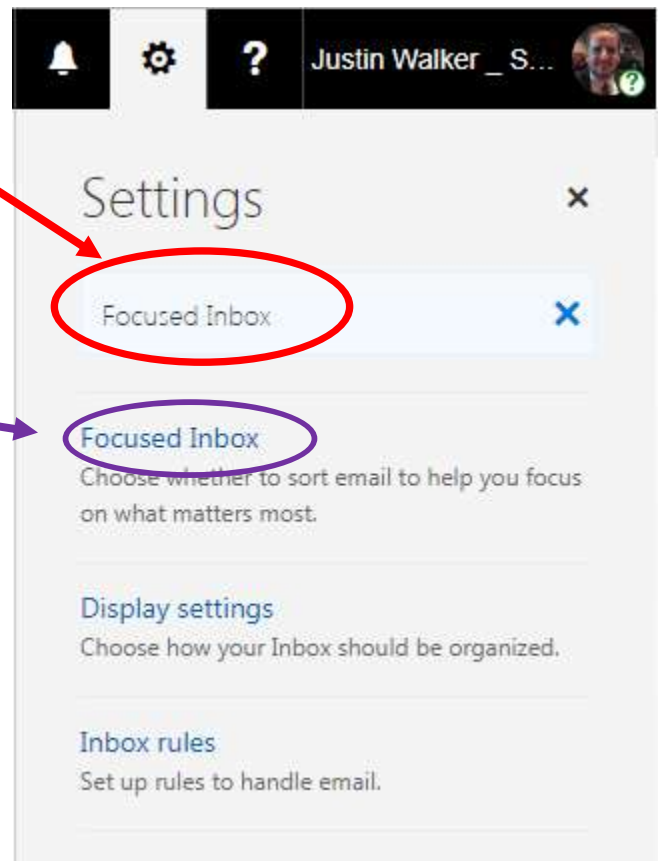 ? Justin Walker _ S... ?
Settings
Focused Inbox
Focused Inbox
Choose whether to sort email to help you focus
on what matters most.
Display settings
Choose how your Inbox should be organized.
Inbox rules
Set up rules to handle email.